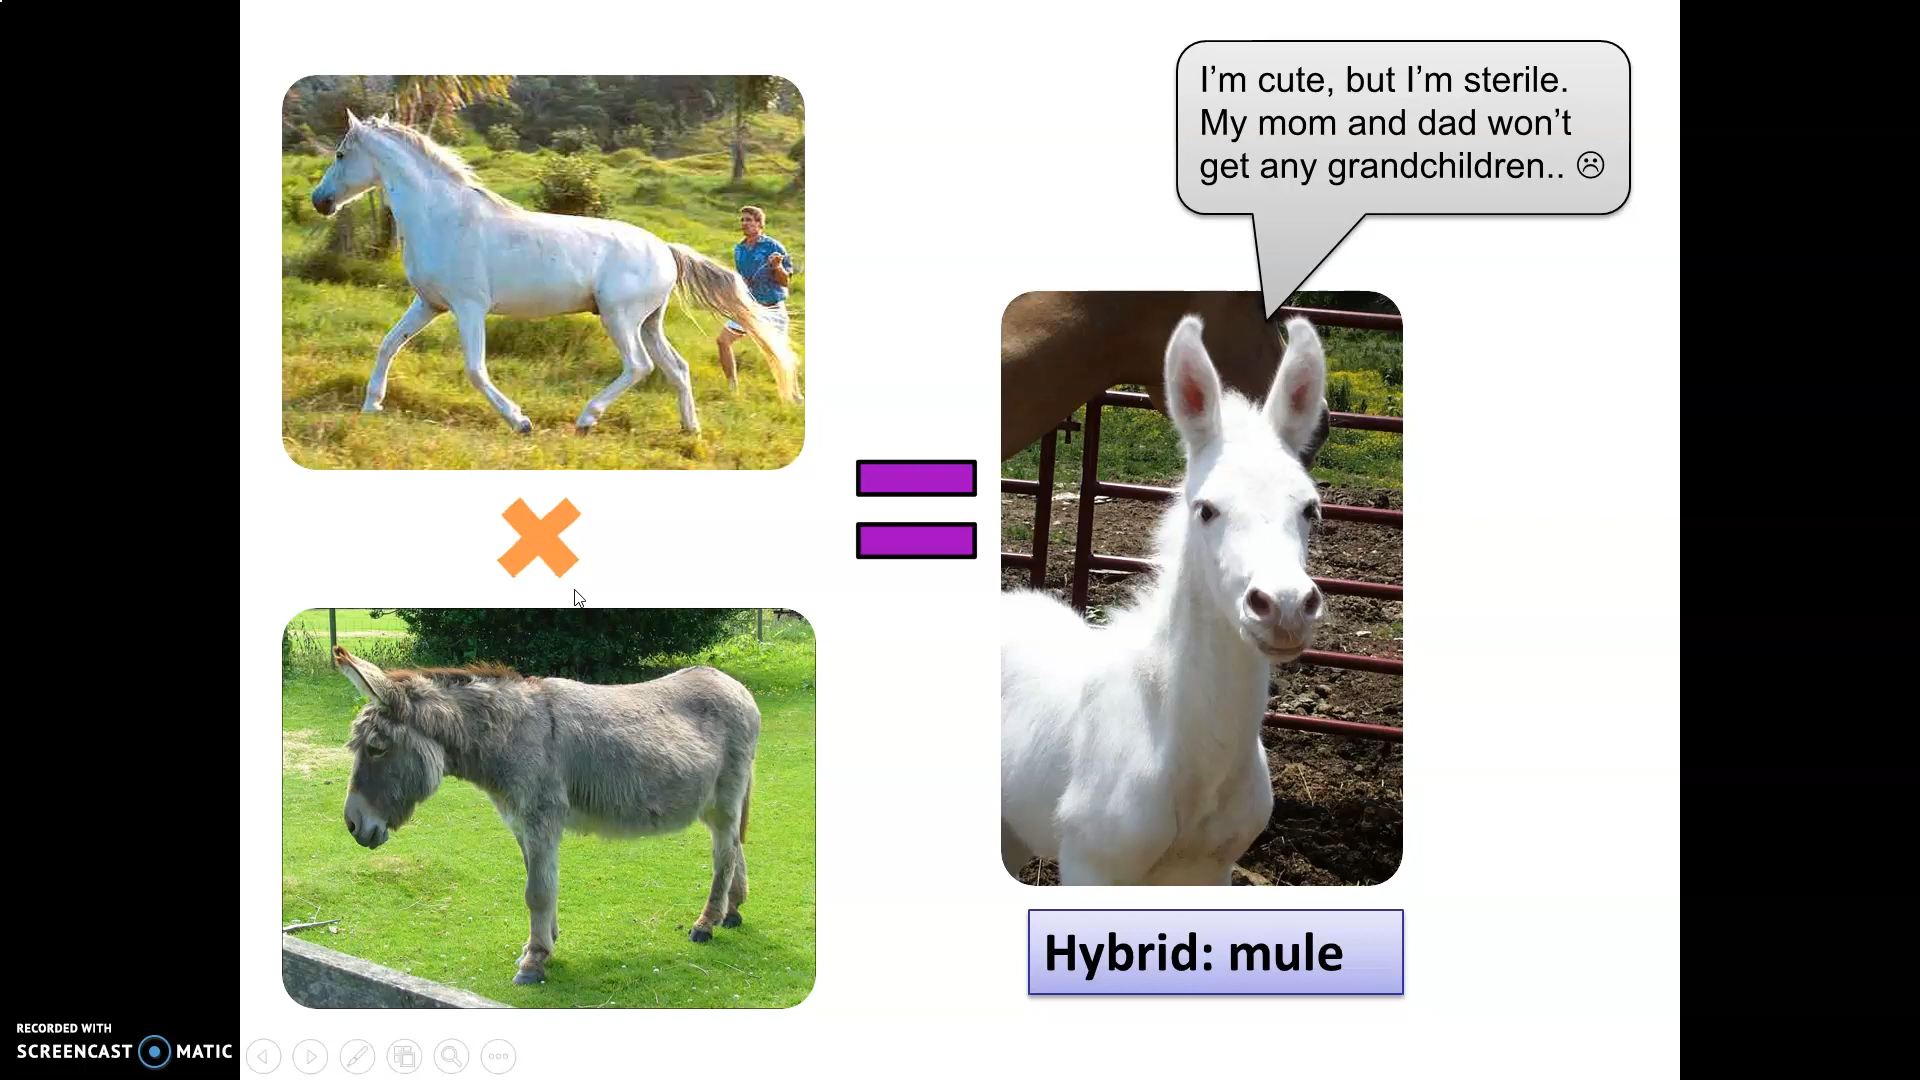 I’m cute, but I’m sterile.
My mom and dad won’t
get any grandchildren.. ☹
Hybrid: mule
RECORDED WITH
SCREENCAST MATIC